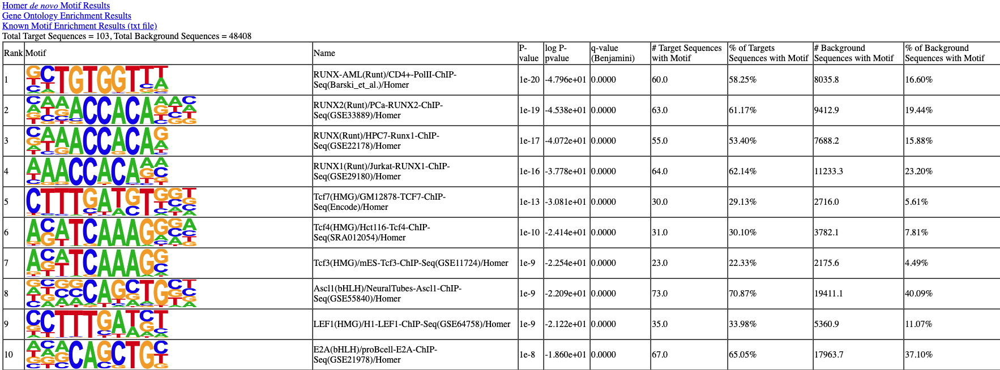 Homer de novo Motif Results
Gene Ontology Enrichment Results
Known Motif Enrichment Results (txt file)
Total Target Sequences = 103, Total Background Sequences = 48408
Rank Motif Name P-value log P-pvalue q-value (Benjamini) # Target Sequences with Motif % of Targets Sequences with Motif # Background Sequences with Motif % of Background Sequences with Motif
1 RUNX-AML(Runt)/CD4+-PolII-ChIP-Seq(Barski_et_al.)/Homer 1e-20 -4.796e+01 0.0000 60.0 58.25% 8035.8 16.60%
2 RUNX2(Runt)/PCa-RUNX2-ChIP-Seq(GSE33889)/Homer 1e-19 -4.538e+01 0.0000 63.0 61.17% 9412.9 19.44%
3 RUNX(Runt)/HPC7-Runx1-ChIP-Seq(GSE22178)/Homer 1e-17 -4.072e+01 0.0000 55.0 53.40% 7688.2 15.88%
4 RUNX1(Runt)/Jurkat-RUNX1-ChIP-Seq(GSE29180)/Homer 1e-16 -3.778e+01 0.0000 64.0 62.14% 11233.3 23.20%
5 Tcf7(HMG)/GM12878-TCF7-ChIP-Seq(Encode)/Homer 1e-13 -3.081e+01 0.0000 30.0 29.13% 2716.0 5.61%
6 Tcf4(HMG)/Hct116-Tcf4-ChIP-Seq(SRA012054)/Homer 1e-10 -2.414e+01 0.0000 31.0 30.10% 3782.1 7.81%
7 Tcf3(HMG)/mES-Tcf3-ChIP-Seq(GSE11724)/Homer 1e-9 -2.254e+01 0.0000 23.0 22.33% 2175.6 4.49%
8 Ascl1(bHLH)/NeuralTubes-Ascl1-ChIP-Seq(GSE55840)/Homer 1e-9 -2.209e+01 0.0000 73.0 70.87% 19411.1 40.09%
9 LEF1(HMG)/H1-LEF1-ChIP-Seq(GSE64758)/Homer 1e-9 -2.122e+01 0.0000 35.0 33.98% 5360.9 11.07%
10 E2A(bHLH)/proBcell-E2A-ChIP-Seq(GSE21978)/Homer 1e-8 -1.860e+01 0.0000 67.0 65.05% 17963.7 37.10%